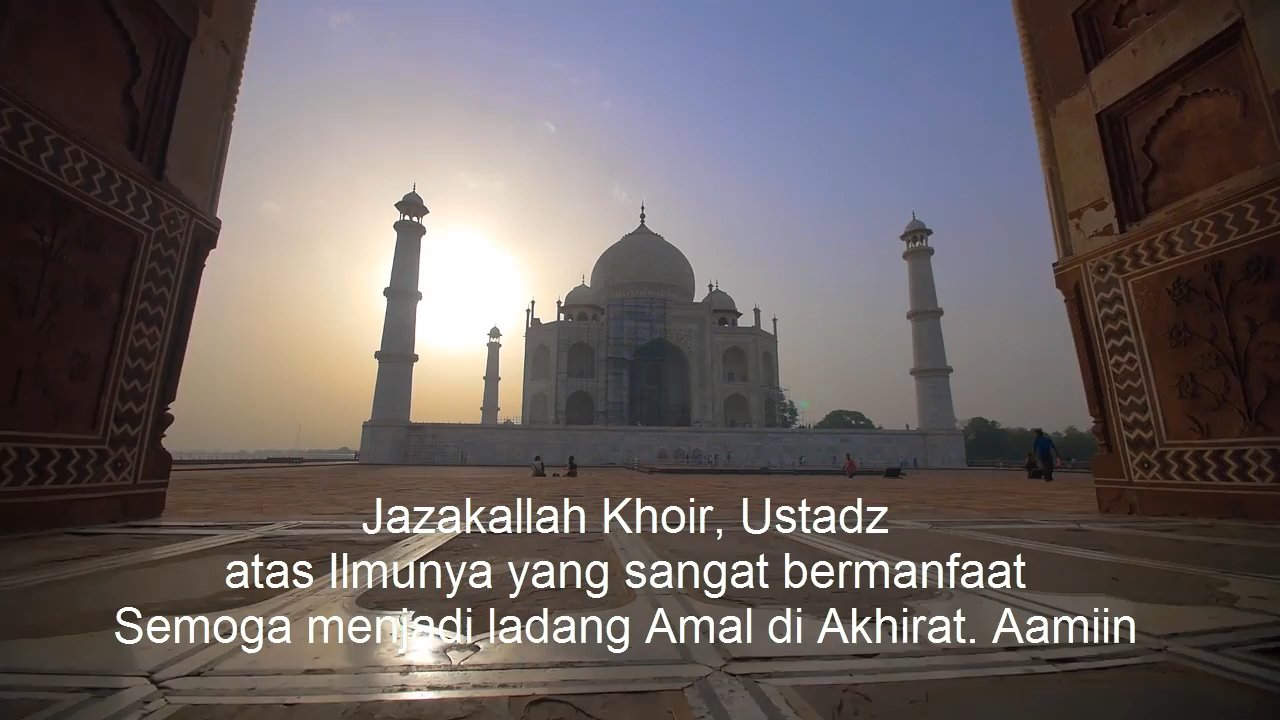 Jazakallah Khoir, Ustadz
atas Ilmunya yang sangat bermanfaat
Semoga menjadi ladang Amal di Akhirat. Aamiin